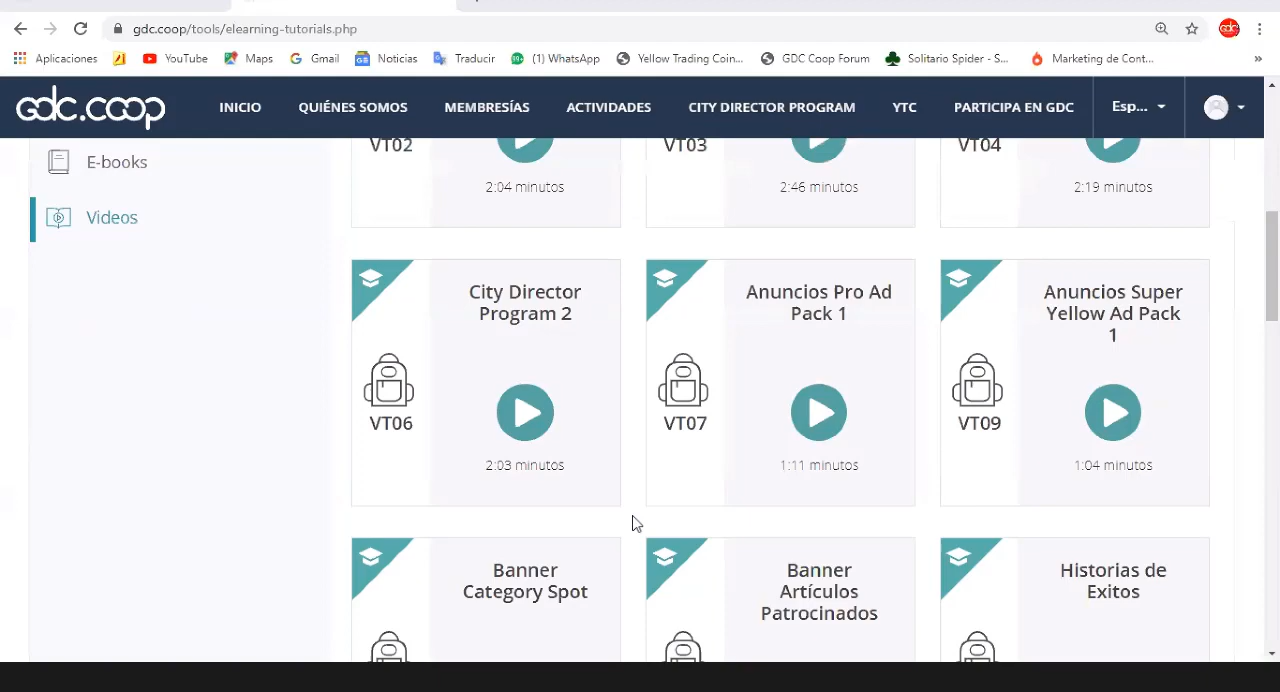 gdc.coop/tools/elearning-tutorials.php
gdc
Aplicaciones YouTube Maps Gmail Noticias Traducir (1) WhatsApp Yellow Trading Coin... GDC Coop Forum Solitario Spider - S... Marketing de Cont... »
gdc.coop INICIO QUIÉNES SOMOS MEMBRESÍAS ACTIVIDADES CITY DIRECTOR PROGRAM YTC PARTICIPA EN GDC Esp...
E-books
Videos
VT02
2:04 minutos
VT03
2:46 minutos
VT04
2:19 minutos
City Director
Program 2
VT06
2:03 minutos
Anuncios Pro Ad
Pack 1
VT07
1:11 minutos
Anuncios Super
Yellow Ad Pack
1
VT09
1:04 minutos
Banner
Category Spot
Banner
Artículos
Patrocinados
Historias de
Exitos